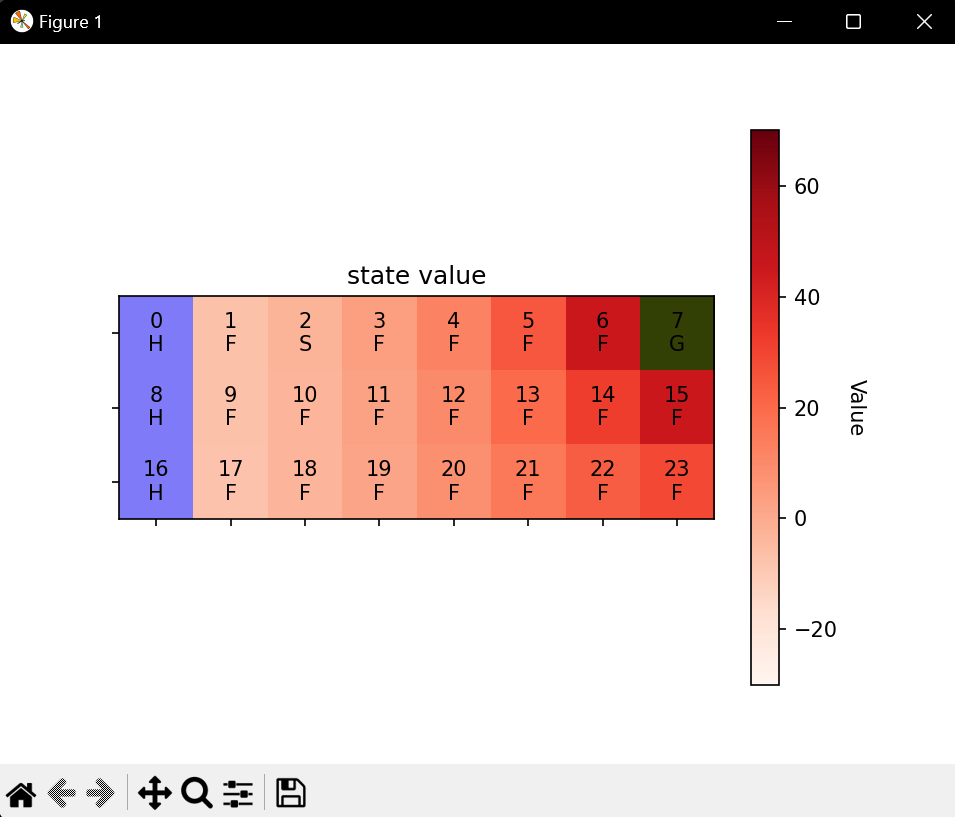 Figure 1
state value
0 1 2 3 4 5 6 7
H F S F F F F G
8 9 10 11 12 13 14 15
H F F F F F F F
16 17 18 19 20 21 22 23
H F F F F F F F
60
40
20
0
−20
Value